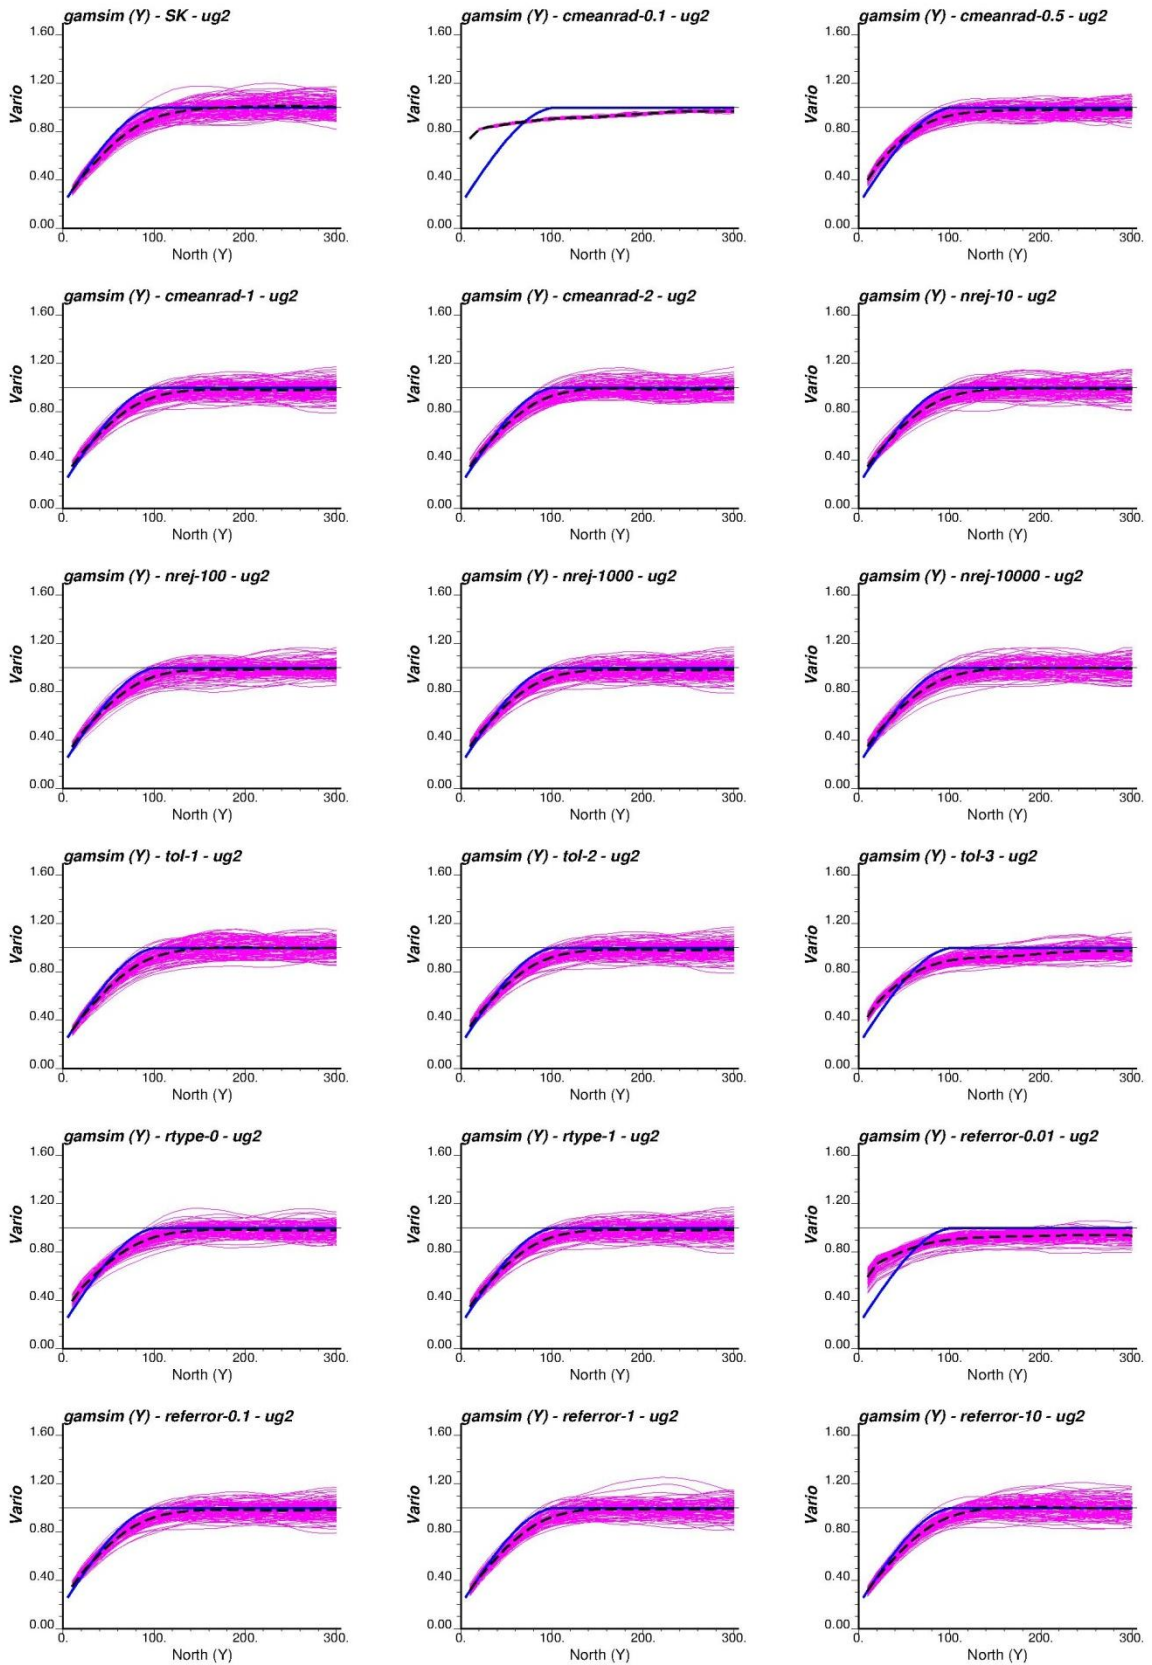 gamsim (Y) - SK - ug2
gamsim (Y) - cmeanrad-0.1 - ug2
gamsim (Y) - cmeanrad-0.5 - ug2
1.60
1.20
0.80
0.40
0.00
Vario
0. 100. 200. 300.
North (Y)
1.60
1.20
0.80
0.40
0.00
Vario
0. 100. 200. 300.
North (Y)
1.60
1.20
0.80
0.40
0.00
Vario
0. 100. 200. 300.
North (Y)
gamsim (Y) - cmeanrad-1 - ug2
gamsim (Y) - cmeanrad-2 - ug2
gamsim (Y) - nrej-10 - ug2
1.60
1.20
0.80
0.40
0.00
Vario
0. 100. 200. 300.
North (Y)
1.60
1.20
0.80
0.40
0.00
Vario
0. 100. 200. 300.
North (Y)
1.60
1.20
0.80
0.40
0.00
Vario
0. 100. 200. 300.
North (Y)
gamsim (Y) - nrej-100 - ug2
gamsim (Y) - nrej-1000 - ug2
gamsim (Y) - nrej-10000 - ug2
1.60
1.20
0.80
0.40
0.00
Vario
0. 100. 200. 300.
North (Y)
1.60
1.20
0.80
0.40
0.00
Vario
0. 100. 200. 300.
North (Y)
1.60
1.20
0.80
0.40
0.00
Vario
0. 100. 200. 300.
North (Y)
gamsim (Y) - tol-1 - ug2
gamsim (Y) - tol-2 - ug2
gamsim (Y) - tol-3 - ug2
1.60
1.20
0.80
0.40
0.00
Vario
0. 100. 200. 300.
North (Y)
1.60
1.20
0.80
0.40
0.00
Vario
0. 100. 200. 300.
North (Y)
1.60
1.20
0.80
0.40
0.00
Vario
0. 100. 200. 300.
North (Y)
gamsim (Y) - rtype-0 - ug2
gamsim (Y) - rtype-1 - ug2
gamsim (Y) - referror-0.01 - ug2
1.60
1.20
0.80
0.40
0.00
Vario
0. 100. 200. 300.
North (Y)
1.60
1.20
0.80
0.40
0.00
Vario
0. 100. 200. 300.
North (Y)
1.60
1.20
0.80
0.40
0.00
Vario
0. 100. 200. 300.
North (Y)
gamsim (Y) - referror-0.1 - ug2
gamsim (Y) - referror-1 - ug2
gamsim (Y) - referror-10 - ug2
1.60
1.20
0.80
0.40
0.00
Vario
0. 100. 200. 300.
North (Y)
1.60
1.20
0.80
0.40
0.00
Vario
0. 100. 200. 300.
North (Y)
1.60
1.20
0.80
0.40
0.00
Vario
0. 100. 200. 300.
North (Y)